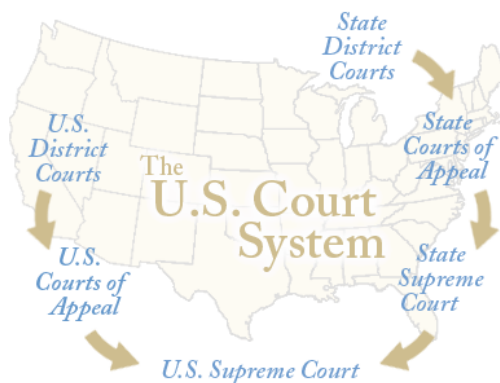 State
District
Courts
State
Courts of
Appeal
State
Supreme
Court
U.S.
District
Courts
U.S.
Courts of
Appeal
The
U.S. Court
System
U.S. Supreme Court